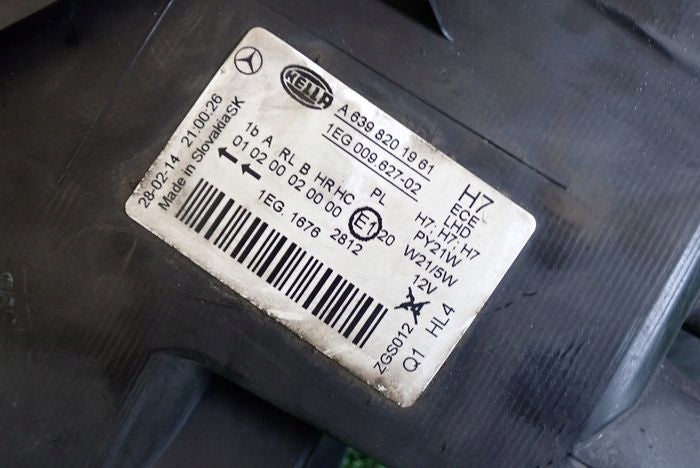 HELLA
A 639 820 1961
1EG 009.627-02
28-02-14 21:00:26
Made in SlovakiaSK
1b A RL B HR HC PL
01 02 00 02 00 00 E1 20
1EG. 1676 2812
H7
ECE
LHD
H7: H7: H7
PY21W
W21/5W
12V
ZGS012
Q1 HL4